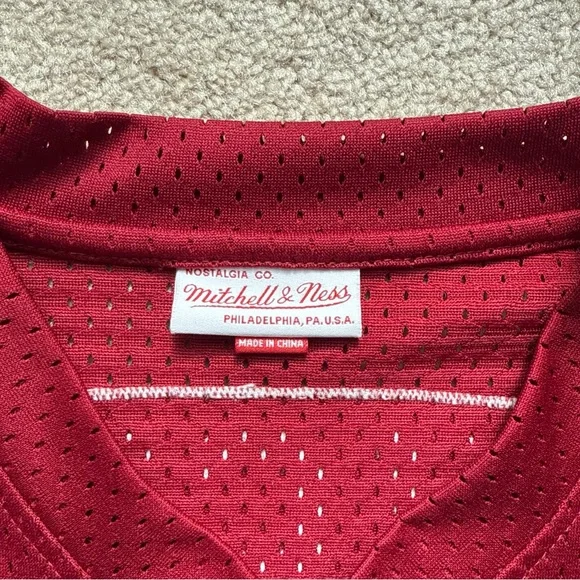 NOSTALGIA CO.
Mitchell & Ness
PHILADELPHIA, PA. U.S.A.
MADE IN CHINA